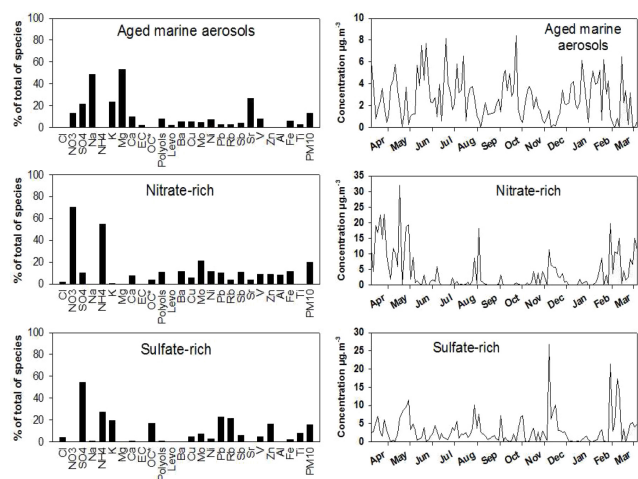 % of total of species
100
80
60
40
20
0
Aged marine aerosols
Cl NO3 SO4 Na NH4 K Mg Ca EC OC* Polyols Levo Ba Cu Mo Ni Pb Rb Sb Sr V Zn Al Fe Ti PM10
Concentration µg.m-3
10
8
6
4
2
0
Aged marine
aerosols
Apr May Jun Jul Aug Sep Oct Nov Dec Jan Feb Mar
% of total of species
100
80
60
40
20
0
Nitrate-rich
Cl NO3 SO4 Na NH4 K Mg Ca EC OC* Polyols Levo Ba Cu Mo Ni Pb Rb Sb Sr V Zn Al Fe Ti PM10
Concentration µg.m-3
35
30
25
20
15
10
5
0
Nitrate-rich
Apr May Jun Jul Aug Sep Oct Nov Dec Jan Feb Mar
% of total of species
100
80
60
40
20
0
Sulfate-rich
Cl NO3 SO4 Na NH4 K Mg Ca EC OC* Polyols Levo Ba Cu Mo Ni Pb Rb Sb Sr V Zn Al Fe Ti PM10
Concentration µg.m-3
30
25
20
15
10
5
0
Sulfate-rich
Apr May Jun Jul Aug Sep Oct Nov Dec Jan Feb Mar